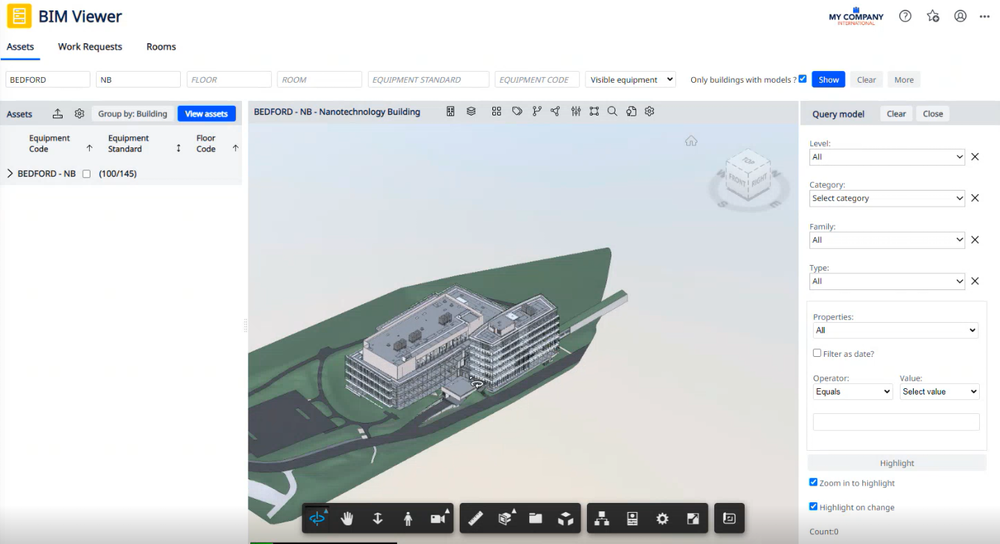 BIM Viewer
MY COMPANY
INTERNATIONAL
Assets
Work Requests
Rooms
BEDFORD
NB
FLOOR
ROOM
EQUIPMENT STANDARD
EQUIPMENT CODE
Visible equipment
Only buildings with models ?
Show
Clear
More
Assets
Group by: Building
View assets
Equipment
Code
Equipment
Standard
Floor
Code
BEDFORD - NB
(100/145)
BEDFORD - NB - Nanotechnology Building
TOP
FRONT
RIGHT
Query model
Clear
Close
Level:
All
Category:
Select category
Family:
All
Type:
All
Properties:
All
Filter as date?
Operator:
Value:
Equals
Select value
Highlight
Zoom in to highlight
Highlight on change
Count:0